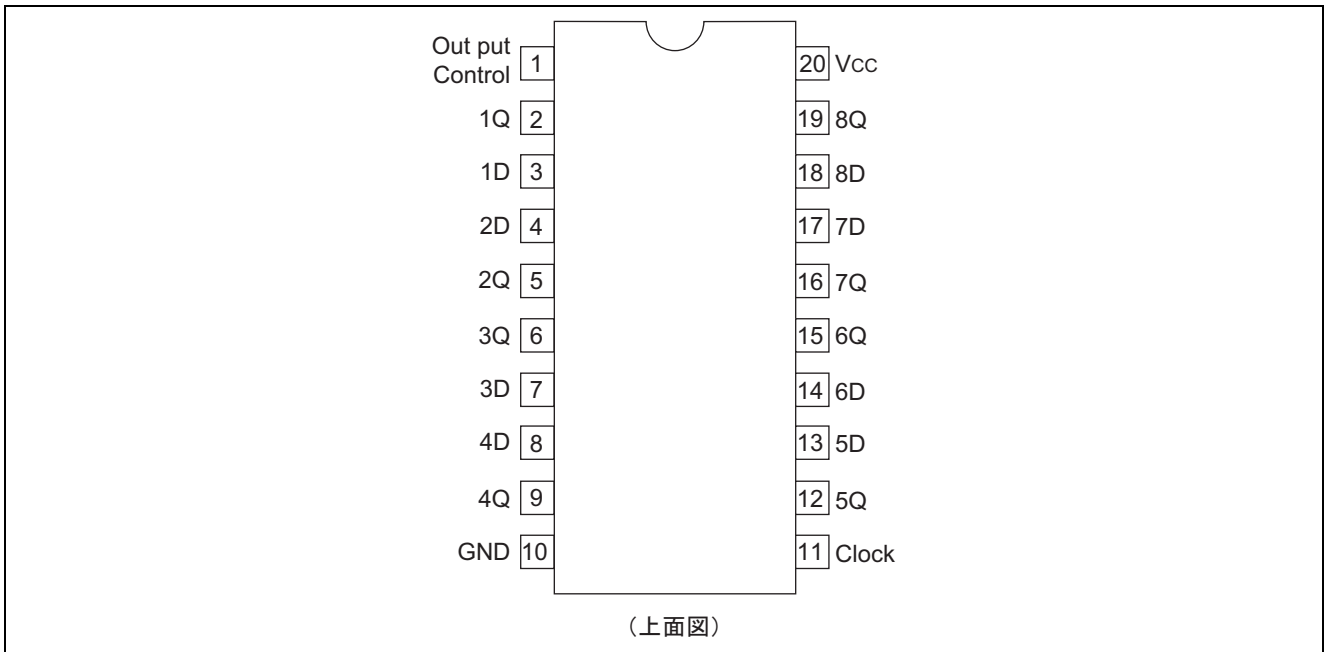 Out put
Control 1
20 Vcc
1Q 2
19 8Q
1D 3
18 8D
2D 4
17 7D
2Q 5
16 7Q
3Q 6
15 6Q
3D 7
14 6D
4D 8
13 5D
4Q 9
12 5Q
GND 10
11 Clock
(上面図)